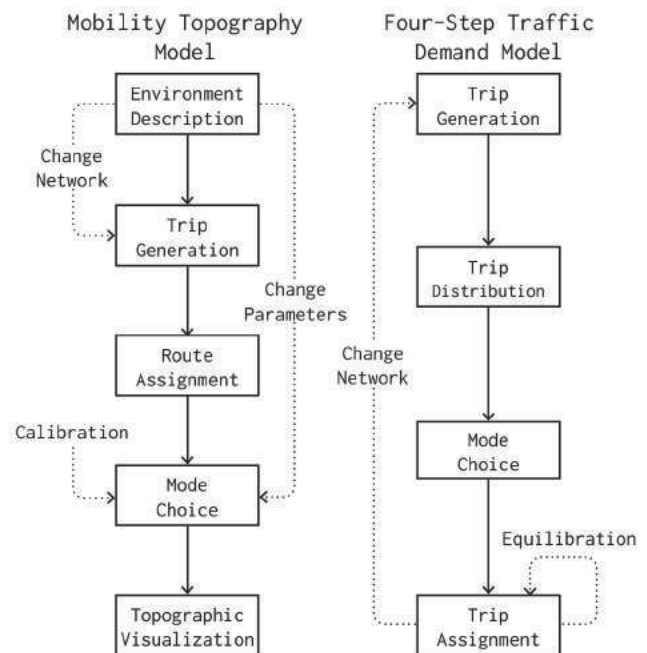 Mobility Topography
Model
Environment
Description
Change
Network
Trip
Generation
Change
Parameters
Route
Assignment
Calibration
Mode
Choice
Topographic
Visualization
Four-Step Traffic
Demand Model
Trip
Generation
Trip
Distribution
Change
Network
Mode
Choice
Equilibration
Trip
Assignment